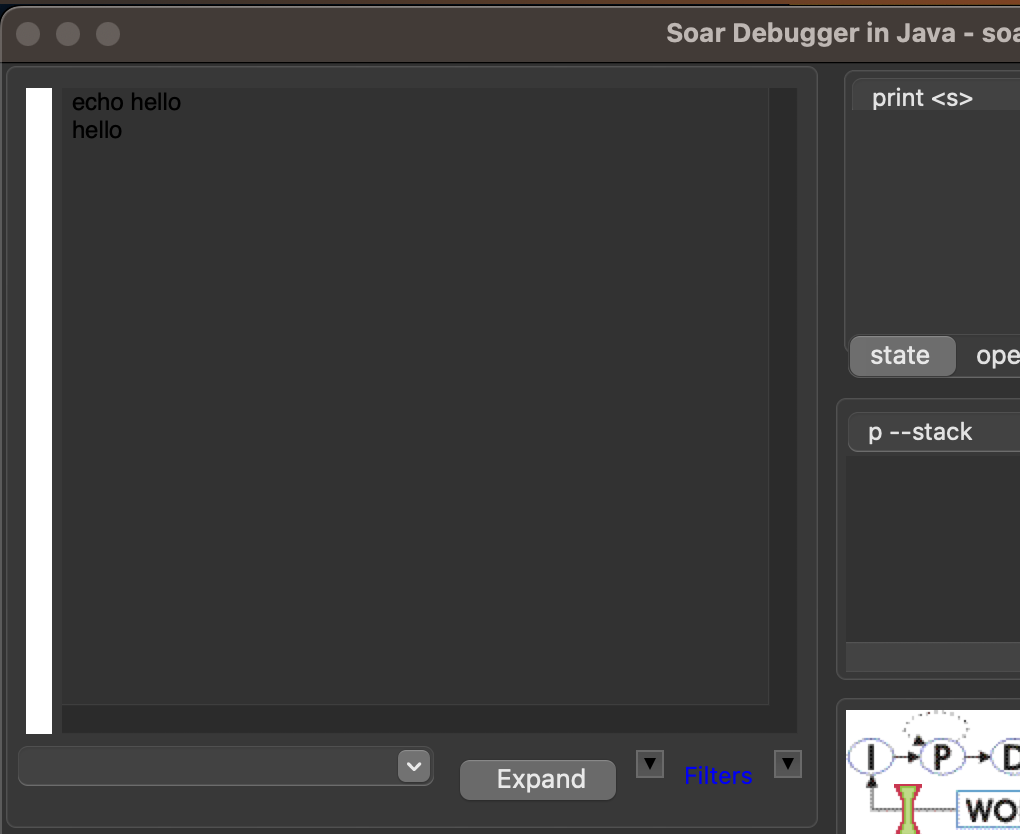 Soar Debugger in Java - soa
echo hello
hello
Expand
Filters
print <s>
state ope
p --stack
I P D
WO